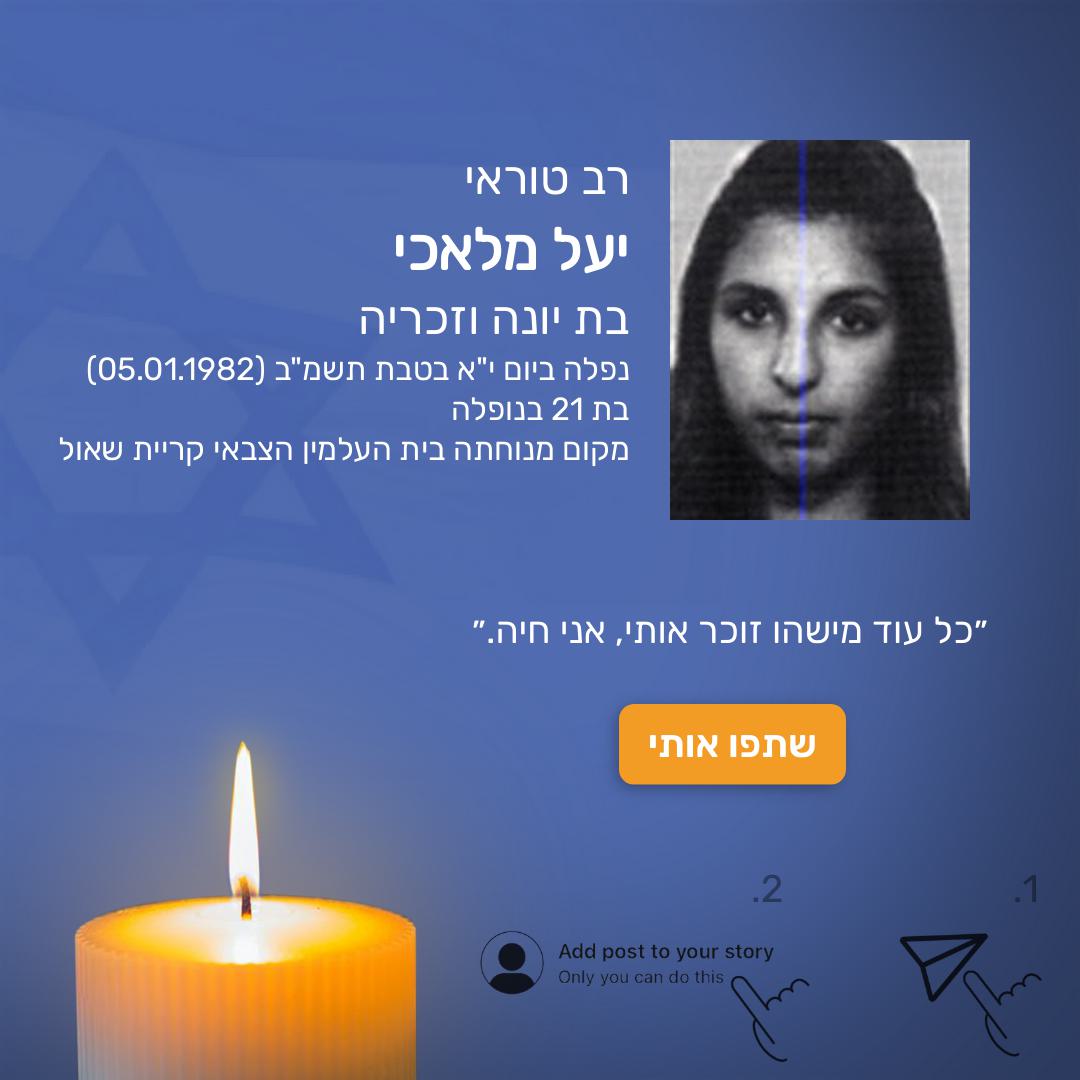 רב טוראי
יעל מלאכי
בת יונה וזכריה
נפלה ביום י"א בטבת תשמ"ב (05.01.1982)
בת 21 בנופלה
מקום מנוחתה בית העלמין הצבאי קריית שאול
״כל עוד מישהו זוכר אותי, אני חיה.״
שתפו אותי
.1
.2
Add post to your story
Only you can do this